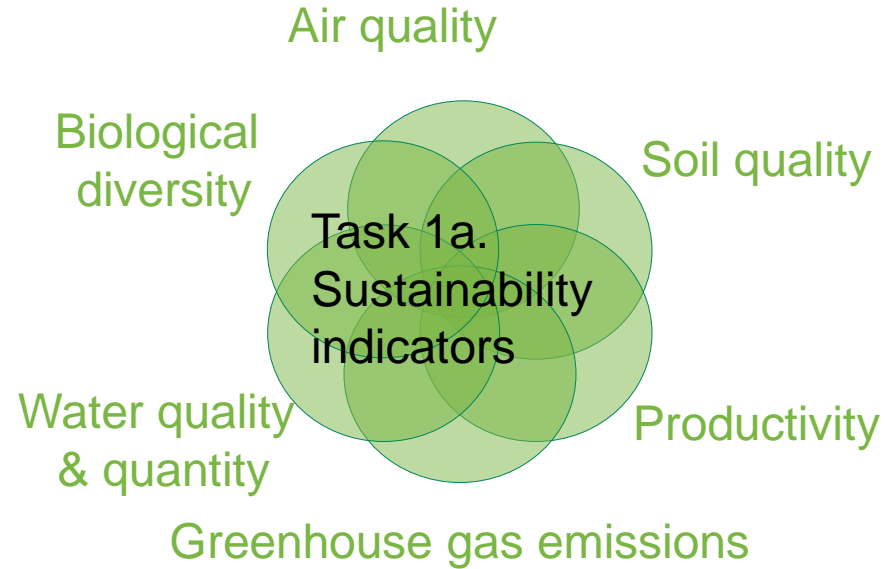 Air quality
Biological
diversity
Soil quality
Task 1a.
Sustainability
indicators
Water quality
& quantity
Productivity
Greenhouse gas emissions